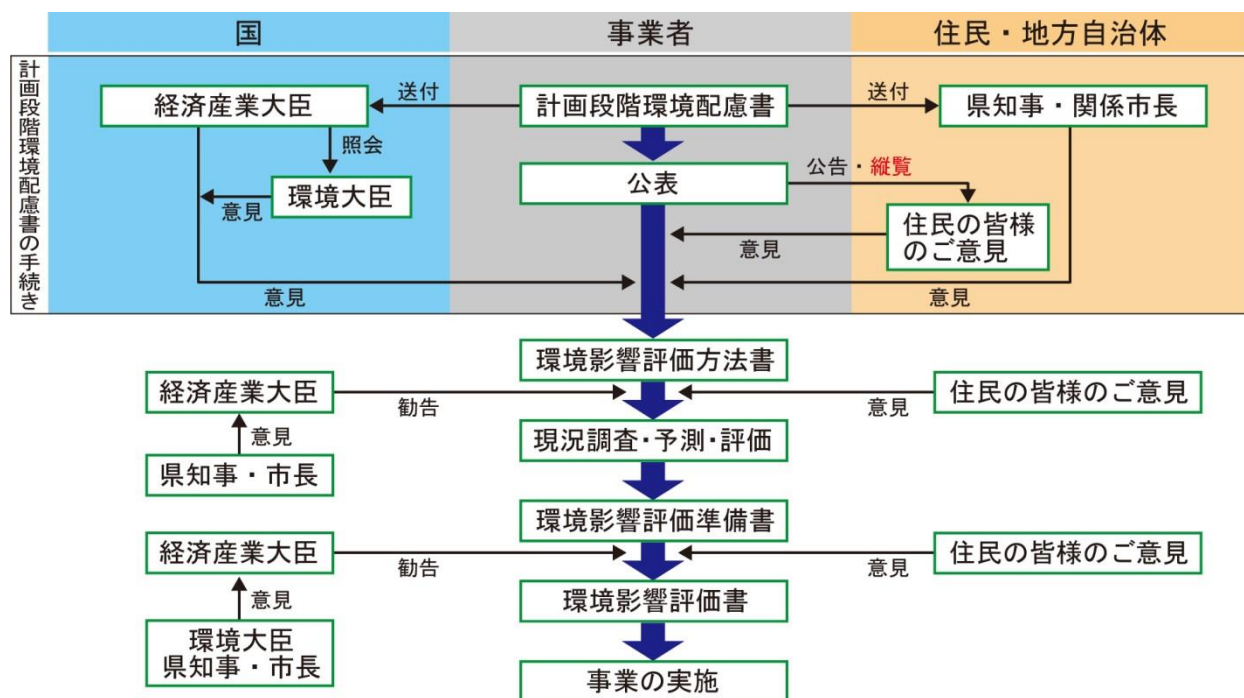 国
事業者
住民・地方自治体
計画段階環境配慮書の手続き
経済産業大臣
送付
計画段階環境配慮書
送付
県知事・関係市長
照会
公告・縦覧
環境大臣
意見
公表
住民の皆様
のご意見
意見
意見
意見
環境影響評価方法書
経済産業大臣
勧告
意見
住民の皆様のご意見
意見
現況調査・予測・評価
県知事・市長
環境影響評価準備書
経済産業大臣
勧告
意見
住民の皆様のご意見
意見
環境影響評価書
環境大臣
県知事・市長
事業の実施